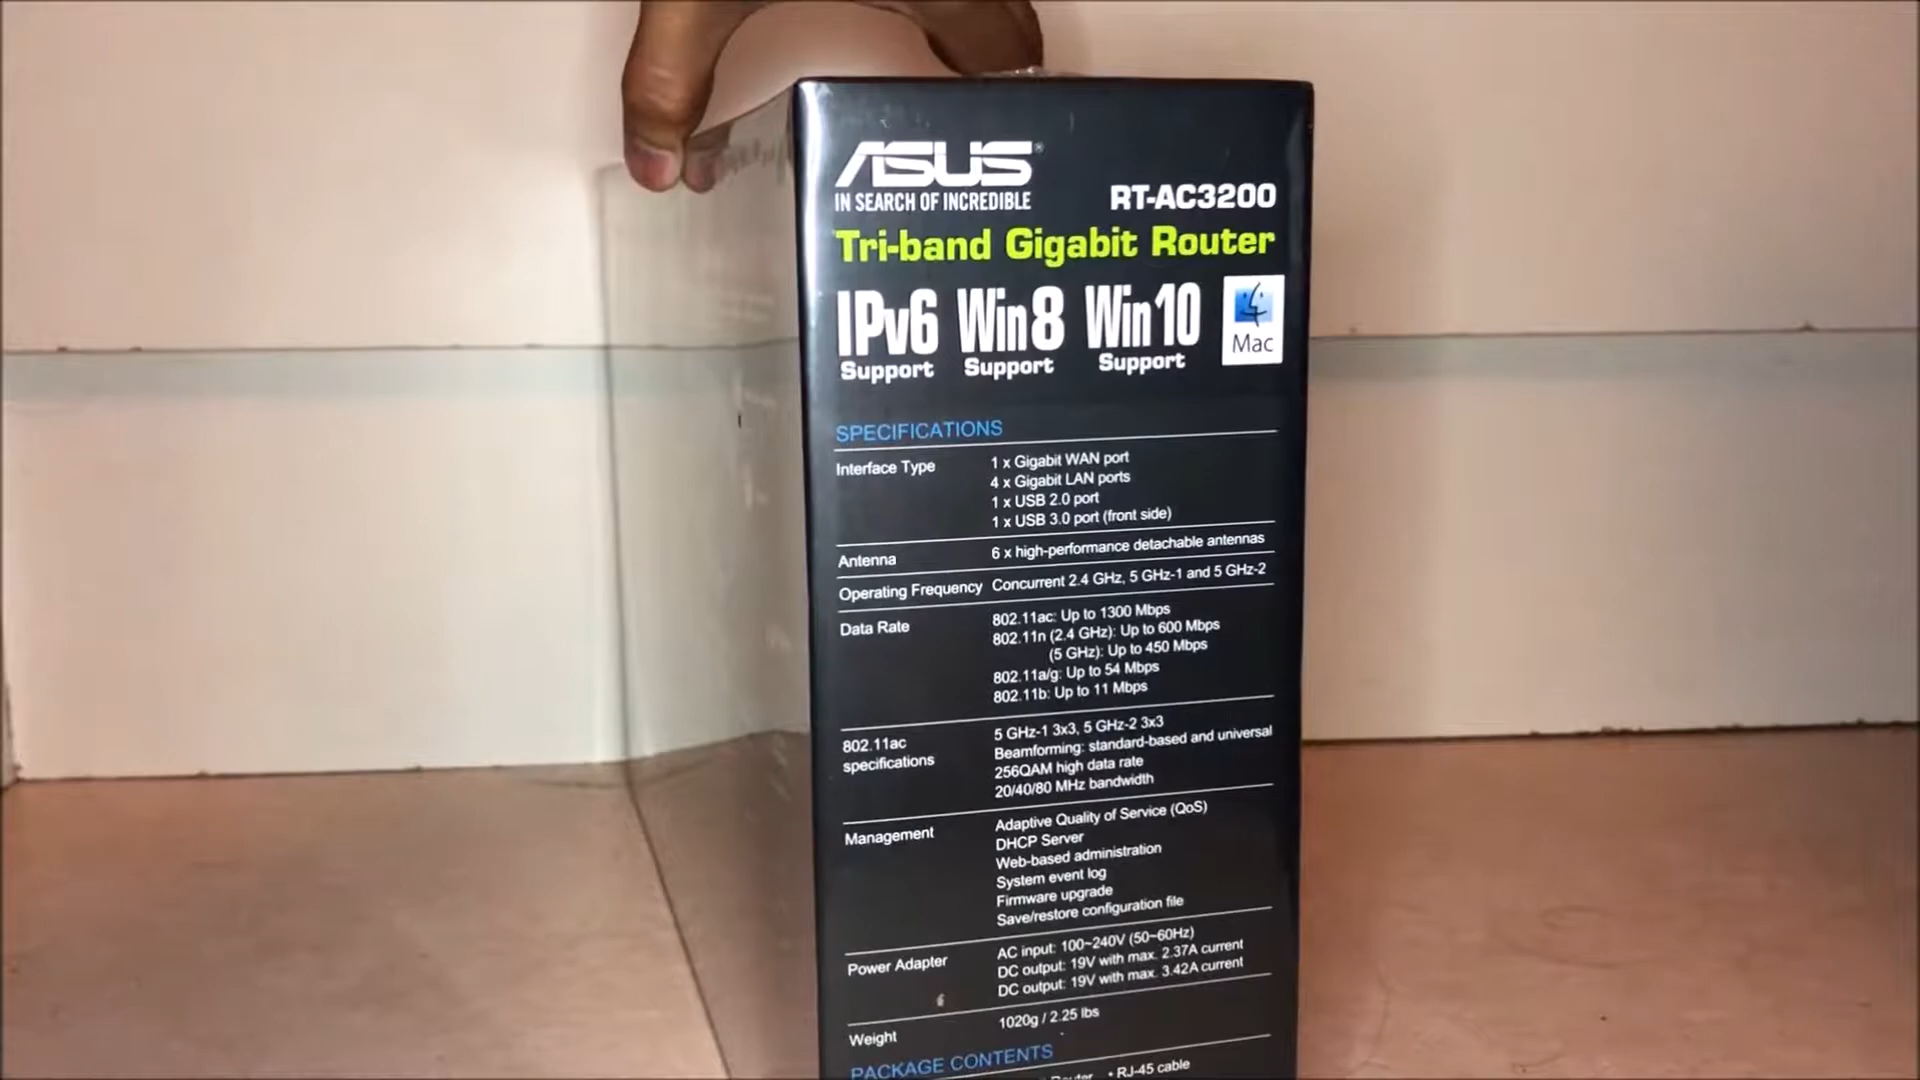 ASUS®
IN SEARCH OF INCREDIBLE
RT-AC3200
Tri-band Gigabit Router
IPv6 Support
Win8 Support
Win10 Support
Mac
SPECIFICATIONS
Interface Type 1 x Gigabit WAN port
4 x Gigabit LAN ports
1 x USB 2.0 port
1 x USB 3.0 port (front side)
Antenna 6 x high-performance detachable antennas
Operating Frequency Concurrent 2.4 GHz, 5 GHz-1 and 5 GHz-2
Data Rate 802.11ac: Up to 1300 Mbps
802.11n (2.4 GHz): Up to 600 Mbps
(5 GHz): Up to 450 Mbps
802.11a/g: Up to 54 Mbps
802.11b: Up to 11 Mbps
802.11ac specifications 5 GHz-1 3x3, 5 GHz-2 3x3
Beamforming: standard-based and universal
256QAM high data rate
20/40/80 MHz bandwidth
Management Adaptive Quality of Service (QoS)
DHCP Server
Web-based administration
System event log
Firmware upgrade
Save/restore configuration file
Power Adapter AC input: 100~240V (50~60Hz)
DC output: 19V with max. 2.37A current
DC output: 19V with max. 3.42A current
Weight 1020g / 2.25 lbs
PACKAGE CONTENTS
Router • RJ-45 cable